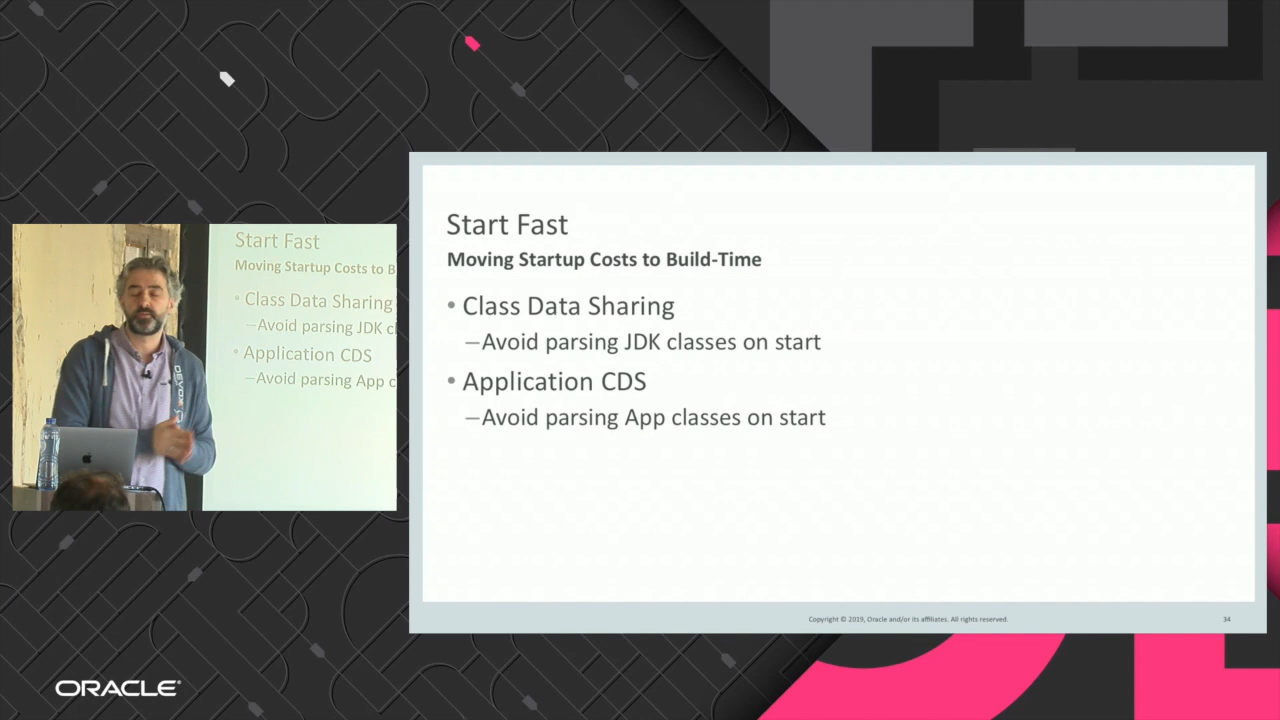 Start Fast
Moving Startup Costs to B
• Class Data Sharing
–Avoid parsing JDK cl
• Application CDS
–Avoid parsing App c
DEVOXX
Start Fast
Moving Startup Costs to Build-Time
• Class Data Sharing
–Avoid parsing JDK classes on start
• Application CDS
–Avoid parsing App classes on start
Copyright © 2019, Oracle and/or its affiliates. All rights reserved.
34
ORACLE®